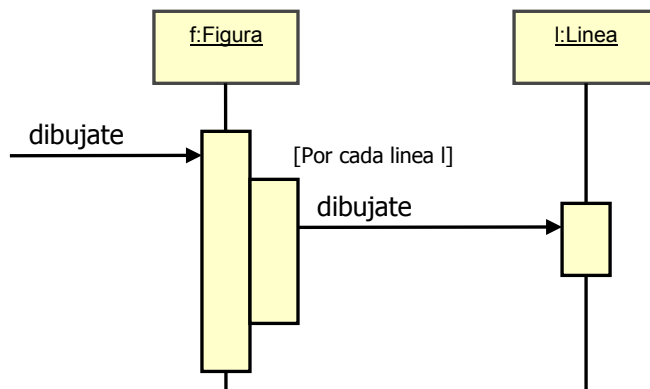 f:Figura
l:Linea
dibujate
[Por cada linea l]
dibujate